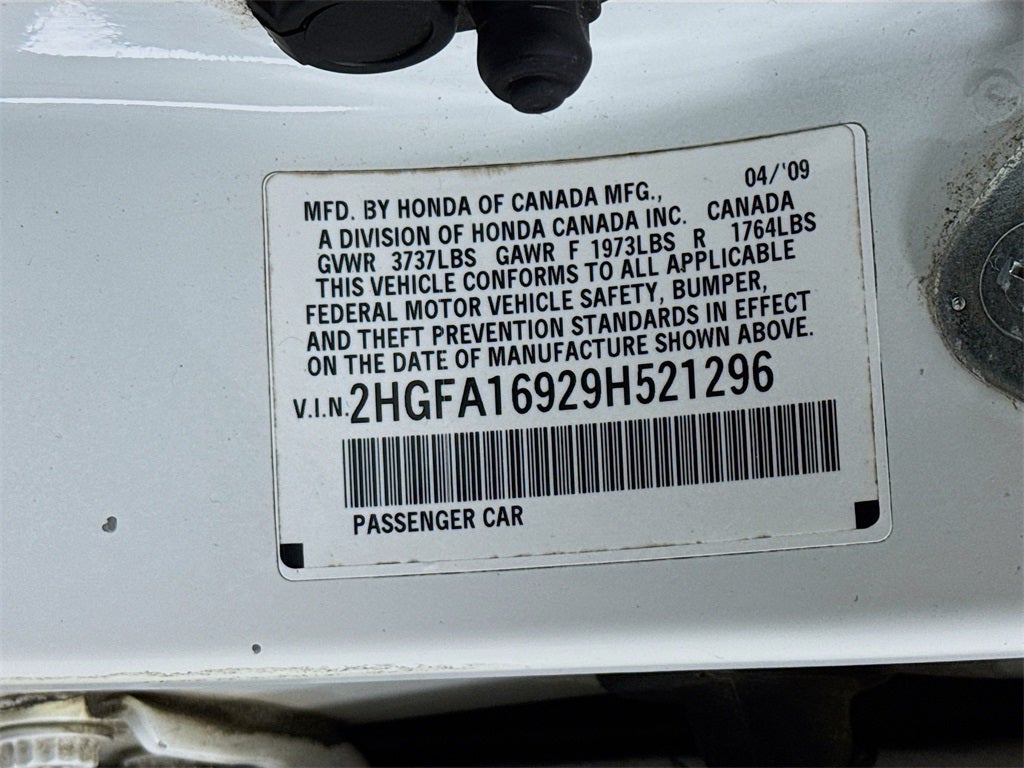 04/'09
MFD. BY HONDA OF CANADA MFG.,
A DIVISION OF HONDA CANADA INC. CANADA
GVWR 3737LBS GAWR F 1973LBS R 1764LBS
THIS VEHICLE CONFORMS TO ALL APPLICABLE
FEDERAL MOTOR VEHICLE SAFETY, BUMPER,
AND THEFT PREVENTION STANDARDS IN EFFECT
ON THE DATE OF MANUFACTURE SHOWN ABOVE.
V.I.N. 2HGFA16929H521296
PASSENGER CAR